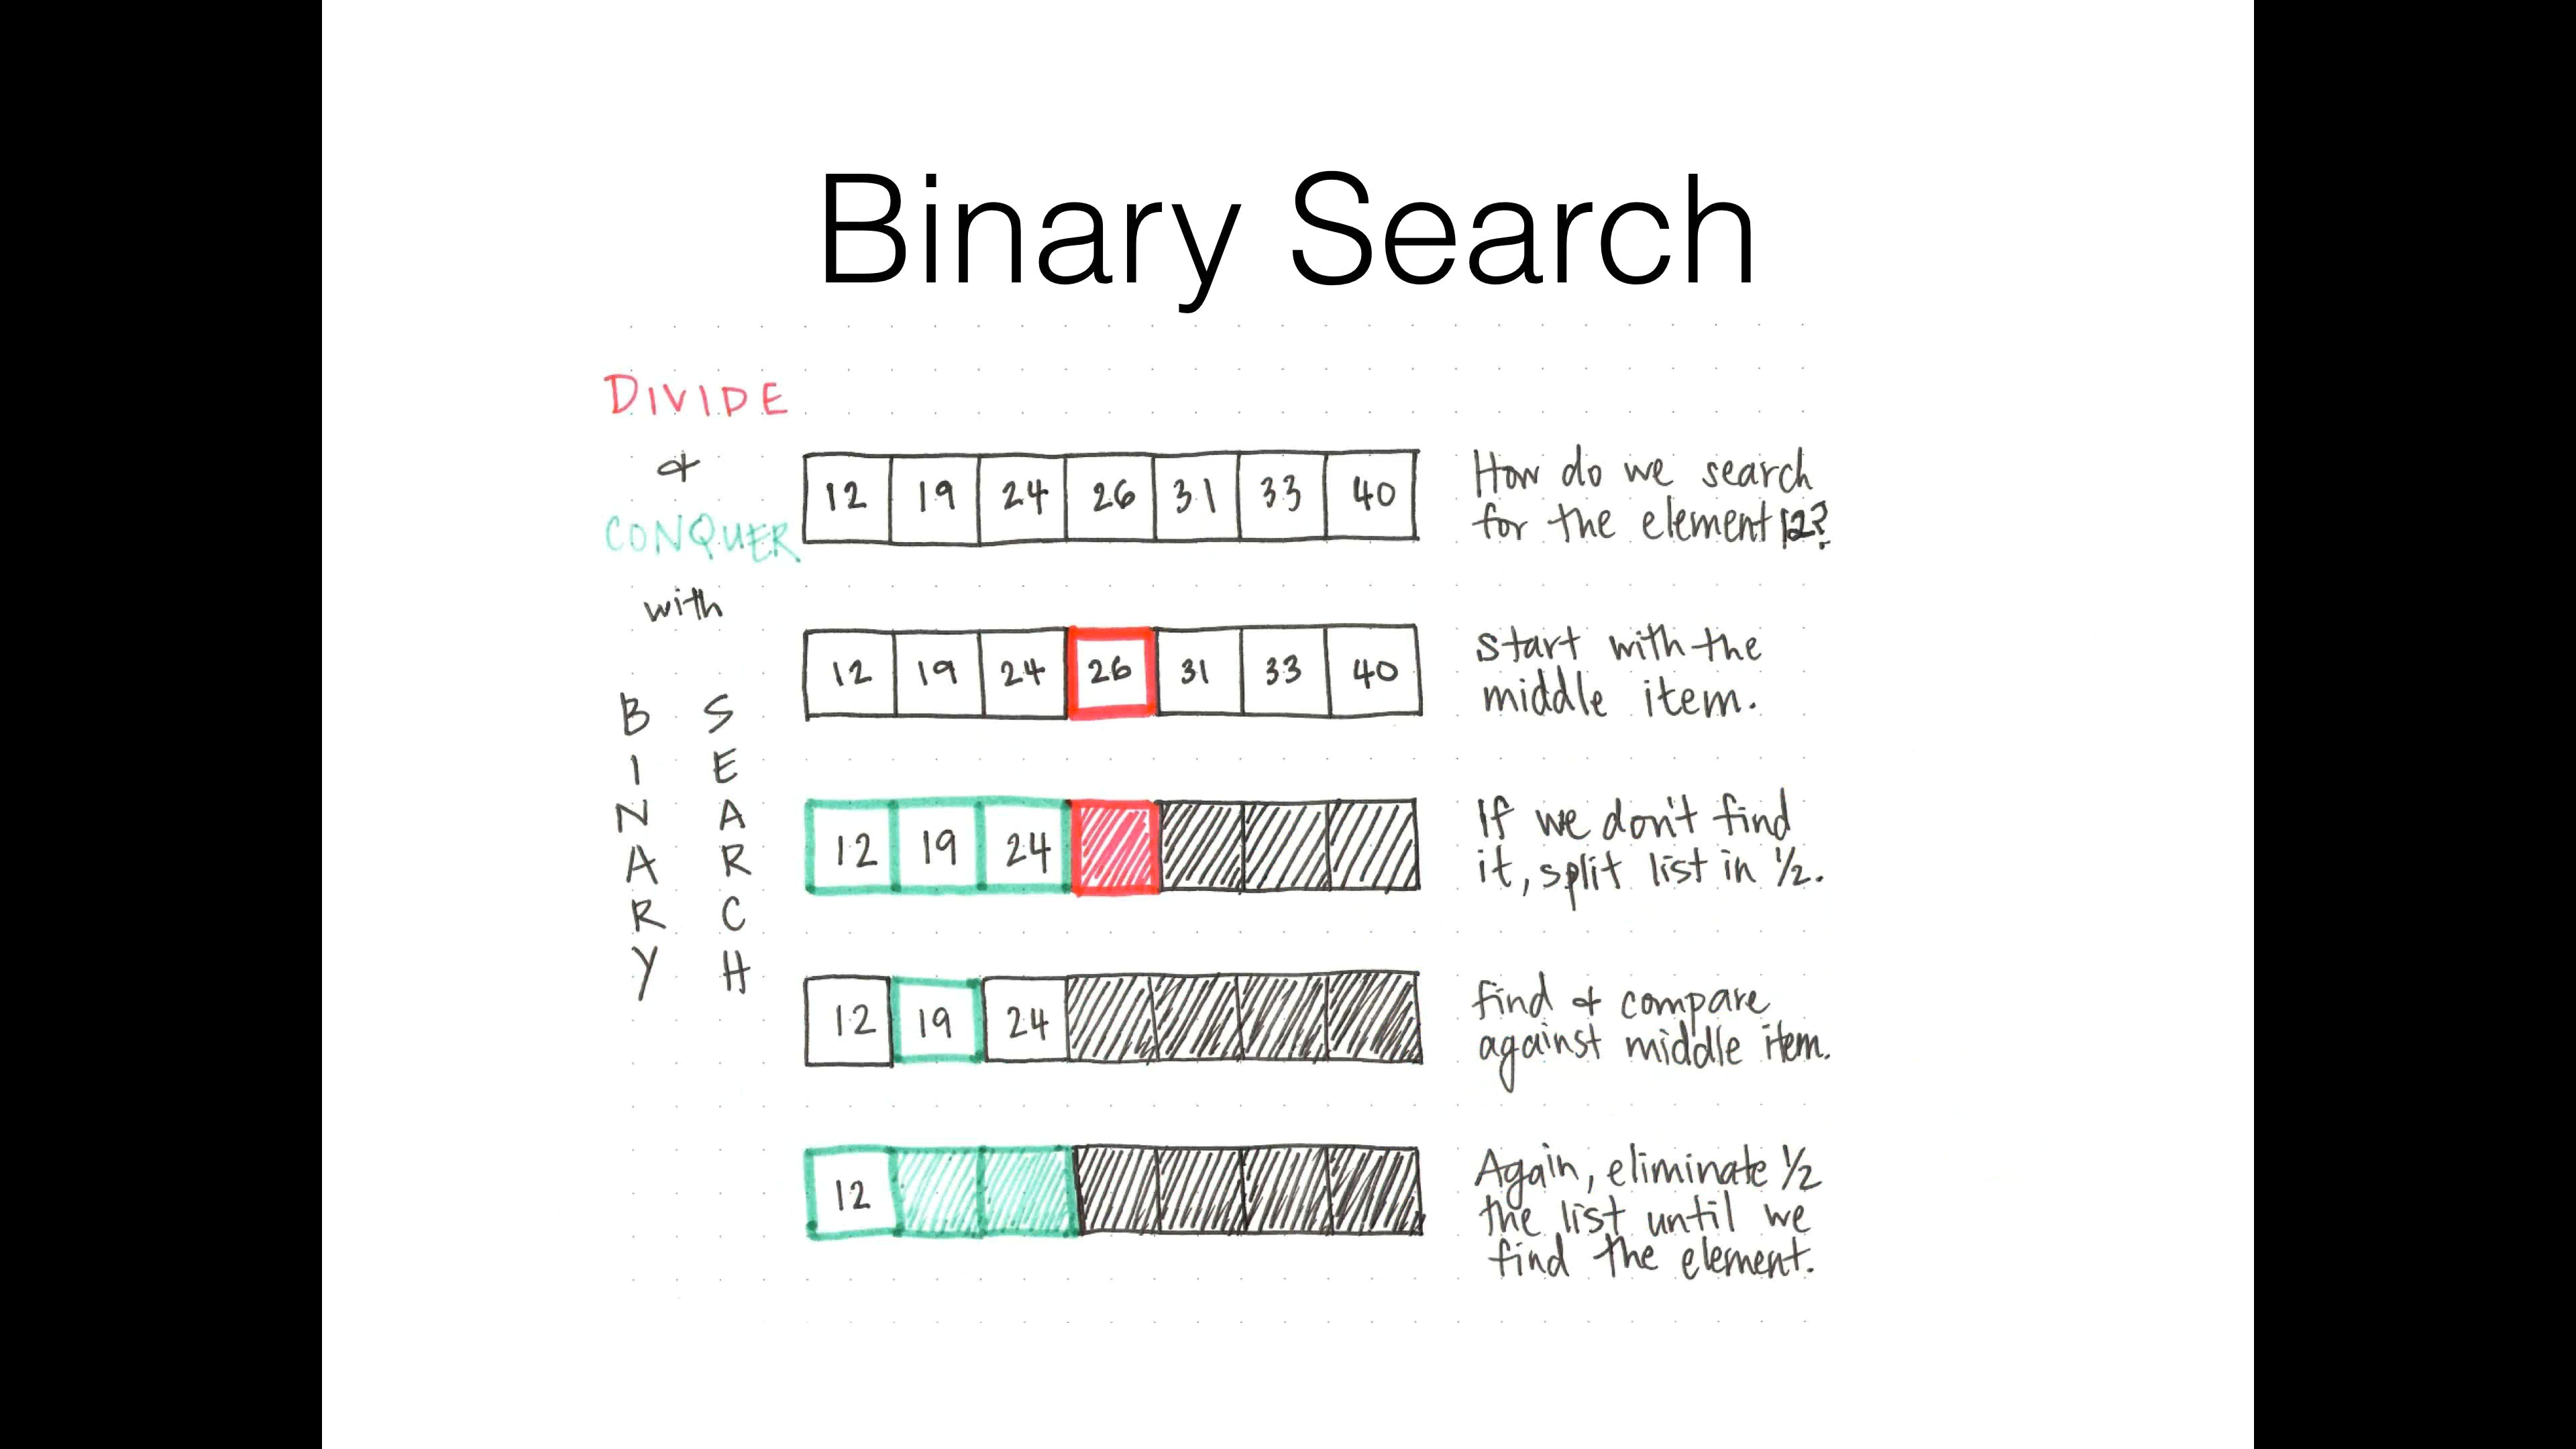 Binary Search
DIVIDE
&
CONQUER
with
BINARY
SEARCH
12 19 24 26 31 33 40
How do we search
for the element 12?
12 19 24 26 31 33 40
start with the
middle item.
12 19 24
If we don't find
it, split list in 1/2.
12 19 24
find & compare
against middle item.
12
Again, eliminate 1/2
the list until we
find the element.